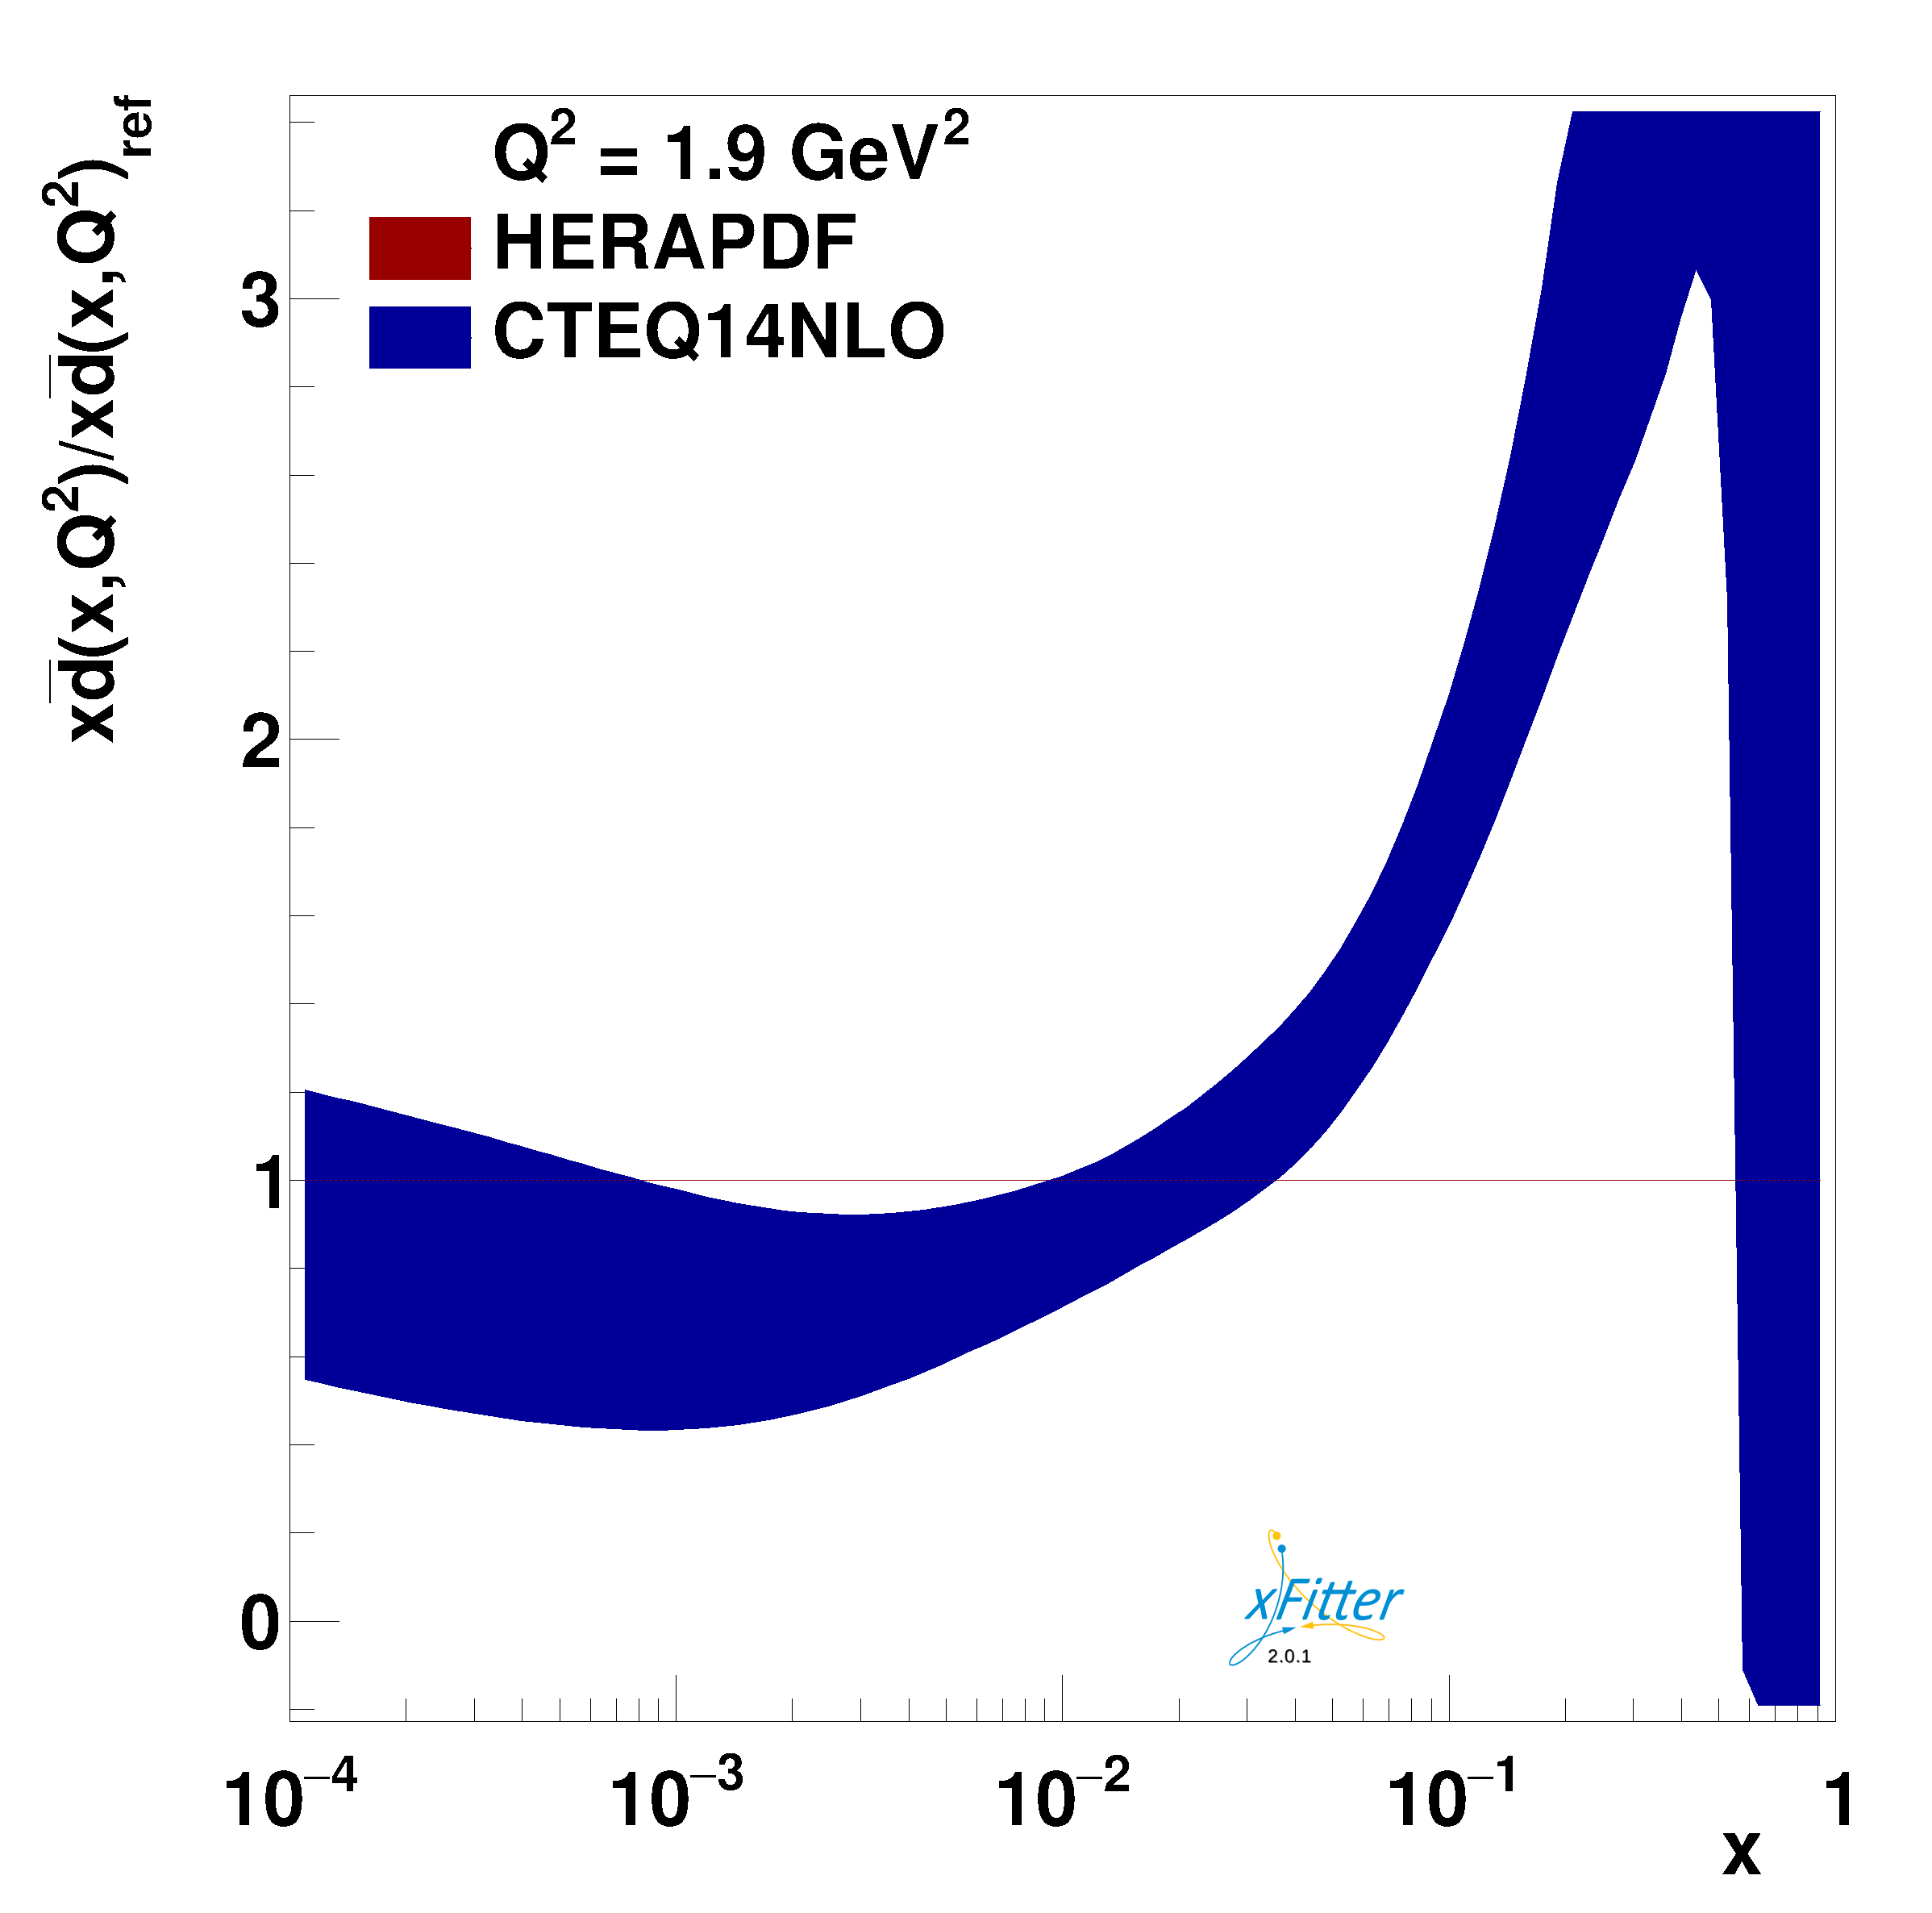 xd̅(x,Q²)/xd̅(x,Q²)ref
Q² = 1.9 GeV²
HERAPDF
CTEQ14NLO
3
2
1
0
xFitter
2.0.1
10⁻⁴ 10⁻³ 10⁻² 10⁻¹ 1
x